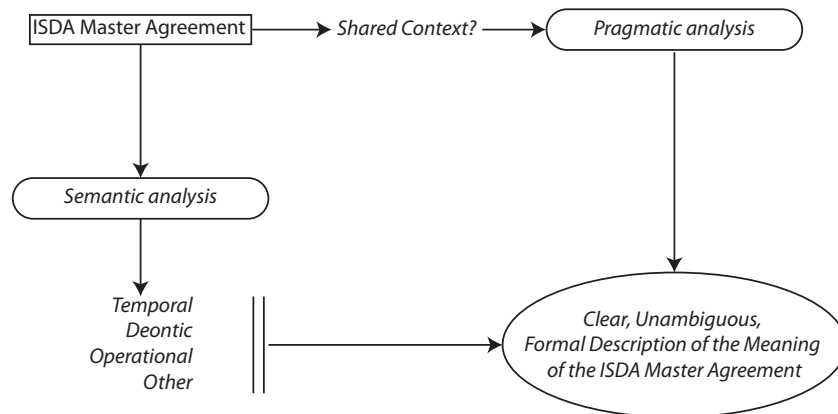 ISDA Master Agreement
Shared Context?
Pragmatic analysis
Semantic analysis
Temporal
Deontic
Operational
Other
Clear, Unambiguous,
Formal Description of the Meaning
of the ISDA Master Agreement